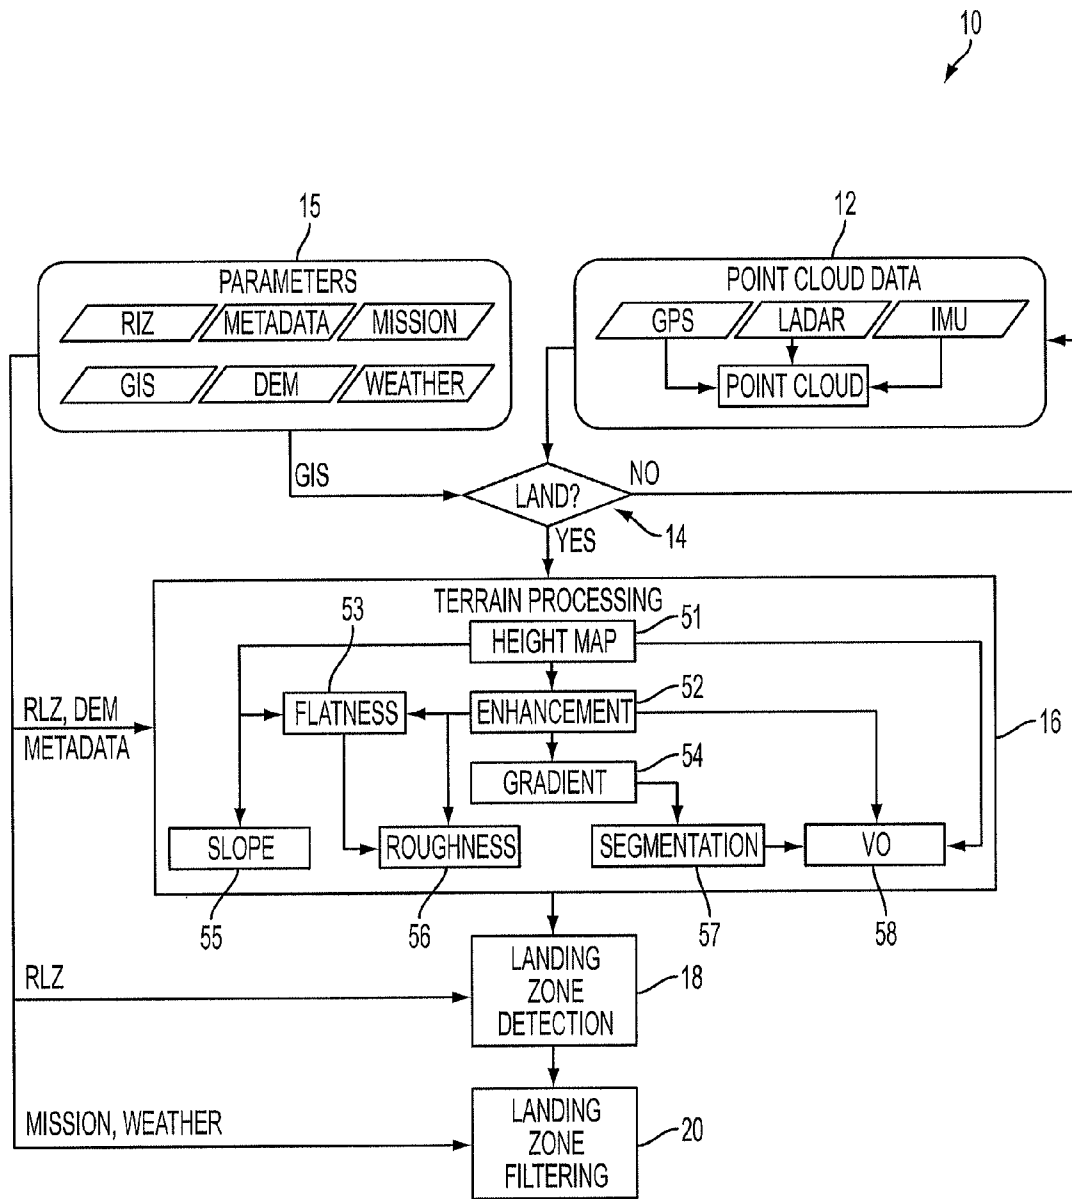 10
15
12
PARAMETERS
RIZ METADATA MISSION
GIS DEM WEATHER
POINT CLOUD DATA
GPS LADAR IMU
POINT CLOUD
GIS
LAND?
NO
14
YES
TERRAIN PROCESSING
53
51
HEIGHT MAP
RLZ, DEM
METADATA
FLATNESS
ENHANCEMENT
52
16
GRADIENT
54
SLOPE
ROUGHNESS
SEGMENTATION
VO
55
56
57
58
RLZ
LANDING
ZONE
DETECTION
18
MISSION, WEATHER
LANDING
ZONE
FILTERING
20